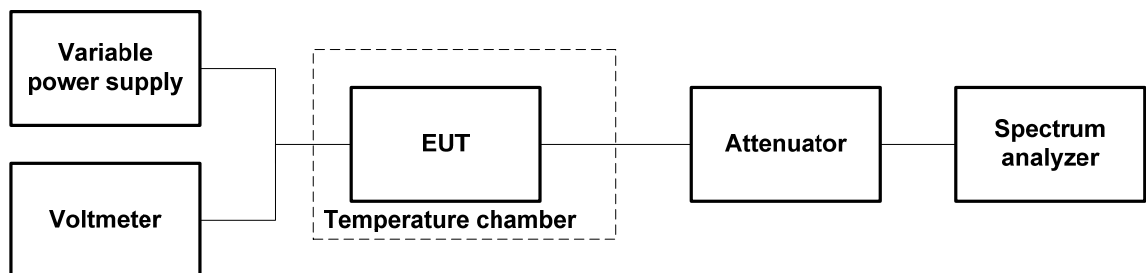 Variable
power supply
EUT
Attenuator
Spectrum
analyzer
Voltmeter
Temperature chamber